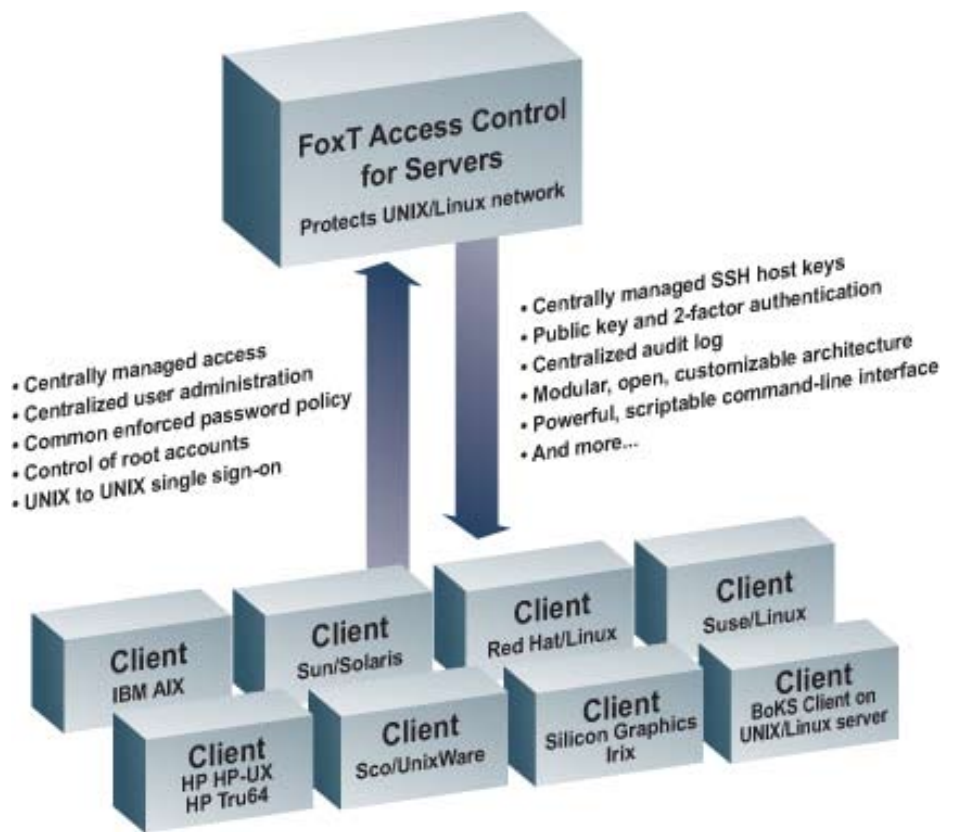 FoxT Access Control
for Servers
Protects UNIX/Linux network
• Centrally managed access
• Centralized user administration
• Common enforced password policy
• Control of root accounts
• UNIX to UNIX single sign-on
• Centrally managed SSH host keys
• Public key and 2-factor authentication
• Centralized audit log
• Modular, open, customizable architecture
• Powerful, scriptable command-line interface
• And more...
Client
IBM AIX
Client
Sun/Solaris
Client
Red Hat/Linux
Client
Suse/Linux
Client
HP HP-UX
HP Tru64
Client
Sco/UnixWare
Client
Silicon Graphics
Irix
Client
BoKS Client on
UNIX/Linux server